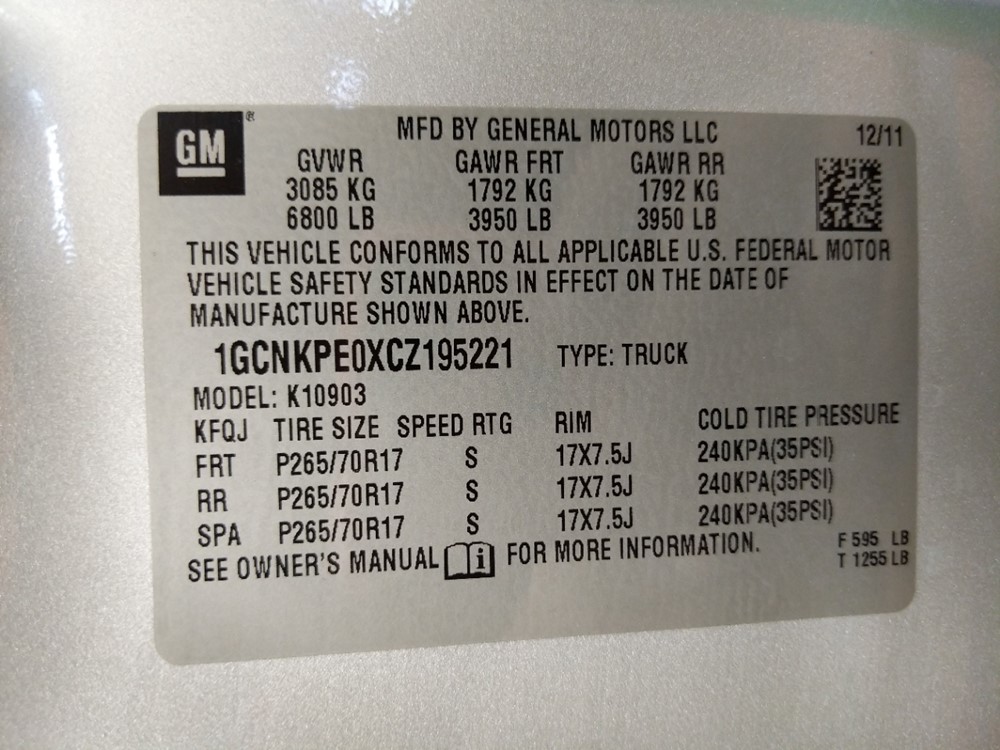 GM®
MFD BY GENERAL MOTORS LLC 12/11
GVWR GAWR FRT GAWR RR
3085 KG 1792 KG 1792 KG
6800 LB 3950 LB 3950 LB
THIS VEHICLE CONFORMS TO ALL APPLICABLE U.S. FEDERAL MOTOR
VEHICLE SAFETY STANDARDS IN EFFECT ON THE DATE OF
MANUFACTURE SHOWN ABOVE.
1GCNKPE0XCZ195221 TYPE: TRUCK
MODEL: K10903
KFQJ TIRE SIZE SPEED RTG RIM COLD TIRE PRESSURE
FRT P265/70R17 S 17X7.5J 240KPA(35PSI)
RR P265/70R17 S 17X7.5J 240KPA(35PSI)
SPA P265/70R17 S 17X7.5J 240KPA(35PSI)
SEE OWNER'S MANUAL i FOR MORE INFORMATION.
F 595 LB
T 1255 LB